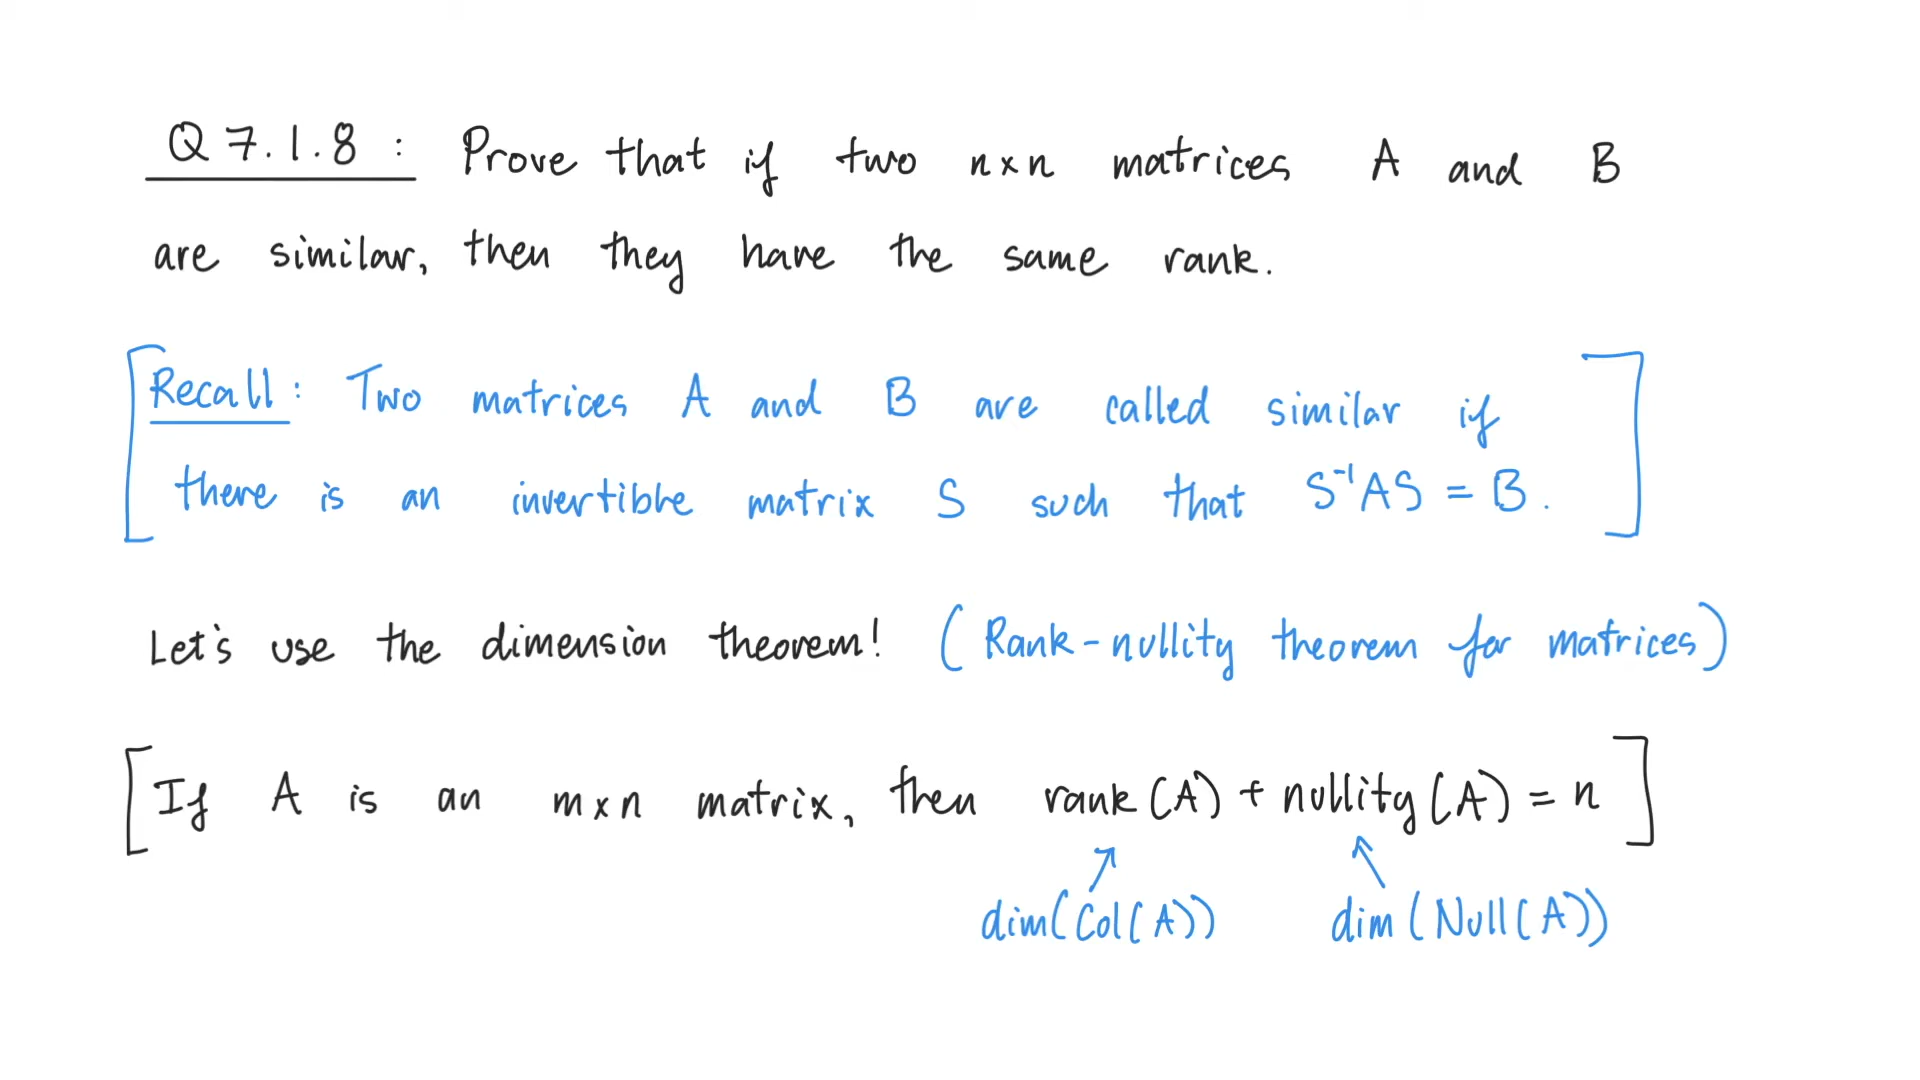 Q 7.1.8 : Prove that if two n×n matrices A and B
are similar, then they have the same rank.
Recall: Two matrices A and B are called similar if
there is an invertible matrix S such that S⁻¹AS = B.
Let's use the dimension theorem! (Rank-nullity theorem for matrices)
[If A is an m×n matrix, then rank(A) + nullity(A) = n]
dim(Col(A)) dim(Null(A))